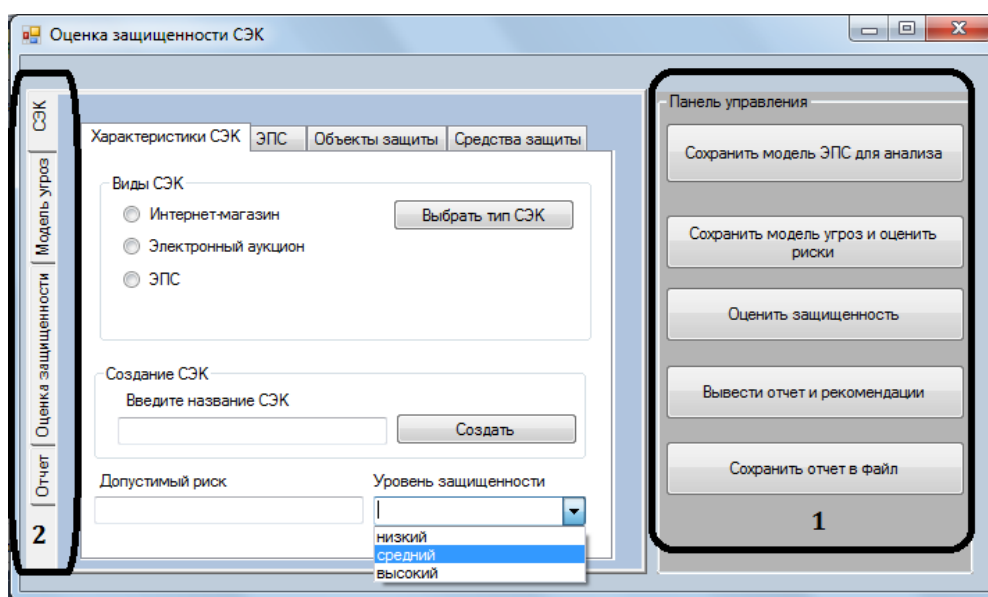 Оценка защищенности СЭК
СЭК
Модель угроз
Оценка защищенности
Отчет
2
Характеристики СЭК ЭПС Объекты защиты Средства защиты
Виды СЭК
Интернет-магазин
Выбрать тип СЭК
Электронный аукцион
ЭПС
Создание СЭК
Введите название СЭК
Создать
Допустимый риск
Уровень защищенности
низкий
средний
высокий
Панель управления
Сохранить модель ЭПС для анализа
Сохранить модель угроз и оценить
риски
Оценить защищенность
Вывести отчет и рекомендации
Сохранить отчет в файл
1